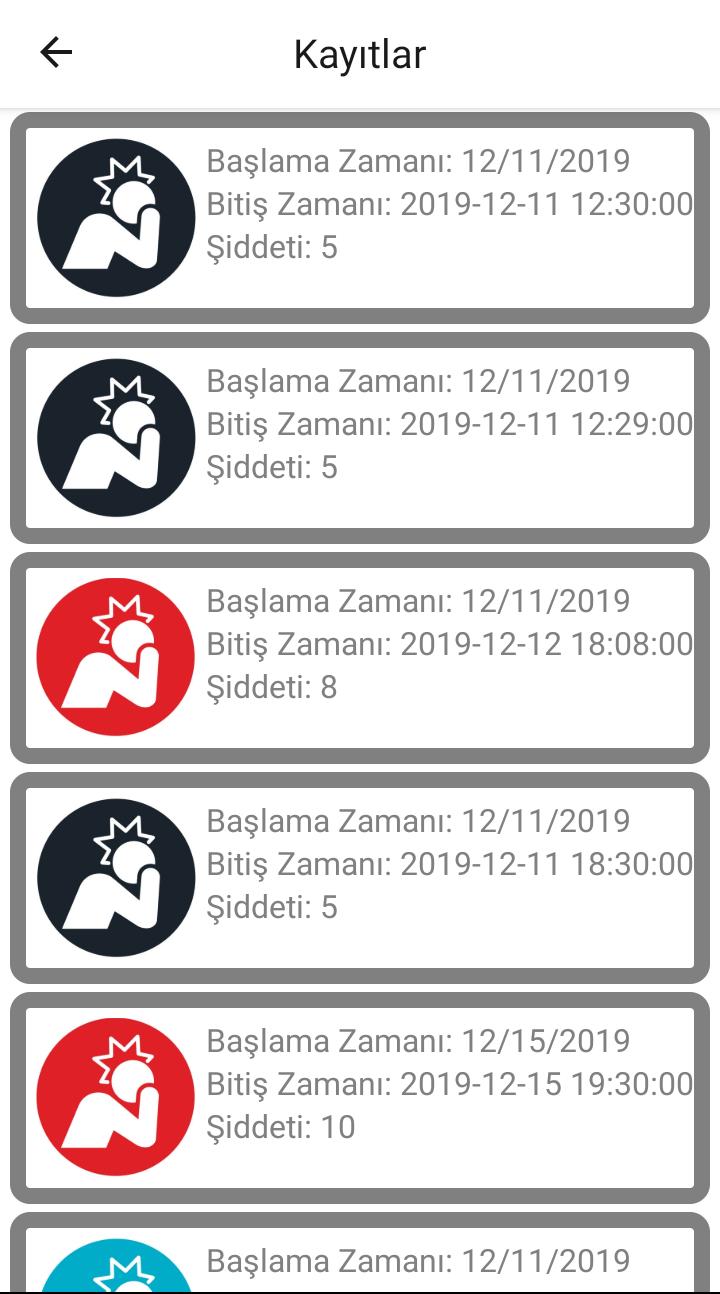 Kayıtlar
Başlama Zamanı: 12/11/2019
Bitiş Zamanı: 2019-12-11 12:30:00
Şiddeti: 5
Başlama Zamanı: 12/11/2019
Bitiş Zamanı: 2019-12-11 12:29:00
Şiddeti: 5
Başlama Zamanı: 12/11/2019
Bitiş Zamanı: 2019-12-12 18:08:00
Şiddeti: 8
Başlama Zamanı: 12/11/2019
Bitiş Zamanı: 2019-12-11 18:30:00
Şiddeti: 5
Başlama Zamanı: 12/15/2019
Bitiş Zamanı: 2019-12-15 19:30:00
Şiddeti: 10
Başlama Zamanı: 12/11/2019